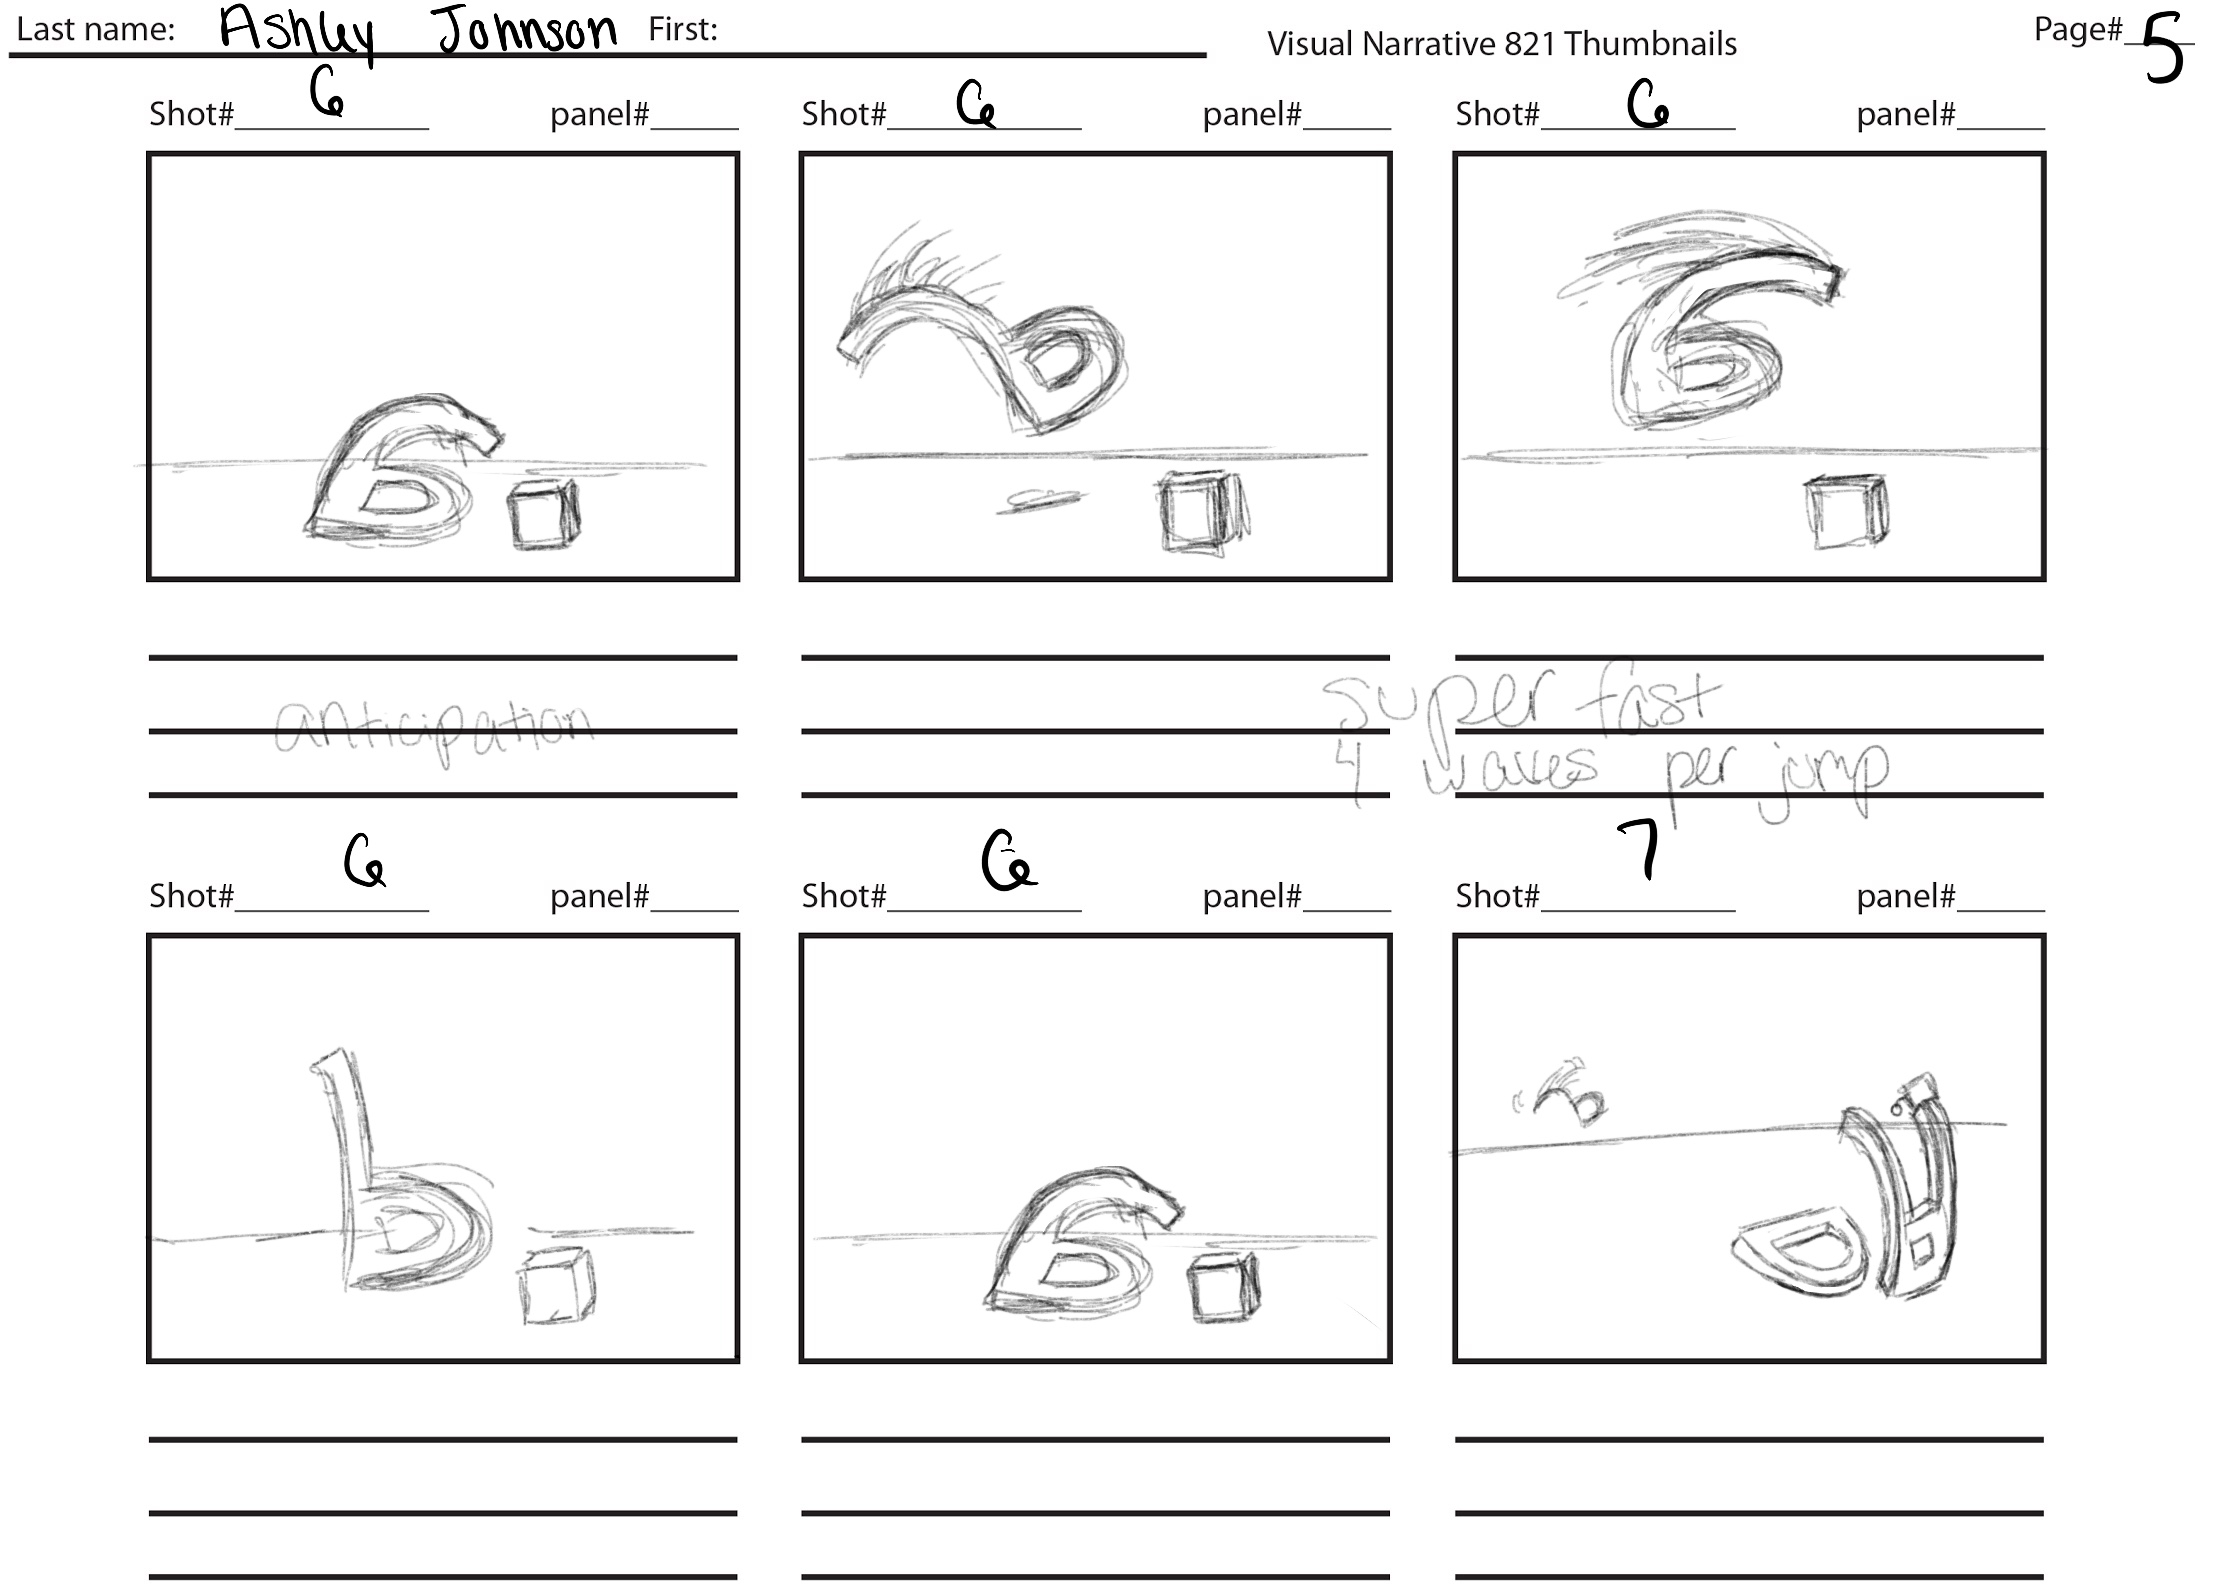 Last name: Ashley Johnson First:
Visual Narrative 821 Thumbnails
Page# 5
Shot# 6 panel#
Shot# 6 panel#
Shot# 6 panel#
anticipation
super fast
4 waves per jump
Shot# 6 panel#
Shot# 6 panel#
Shot# 7 panel#